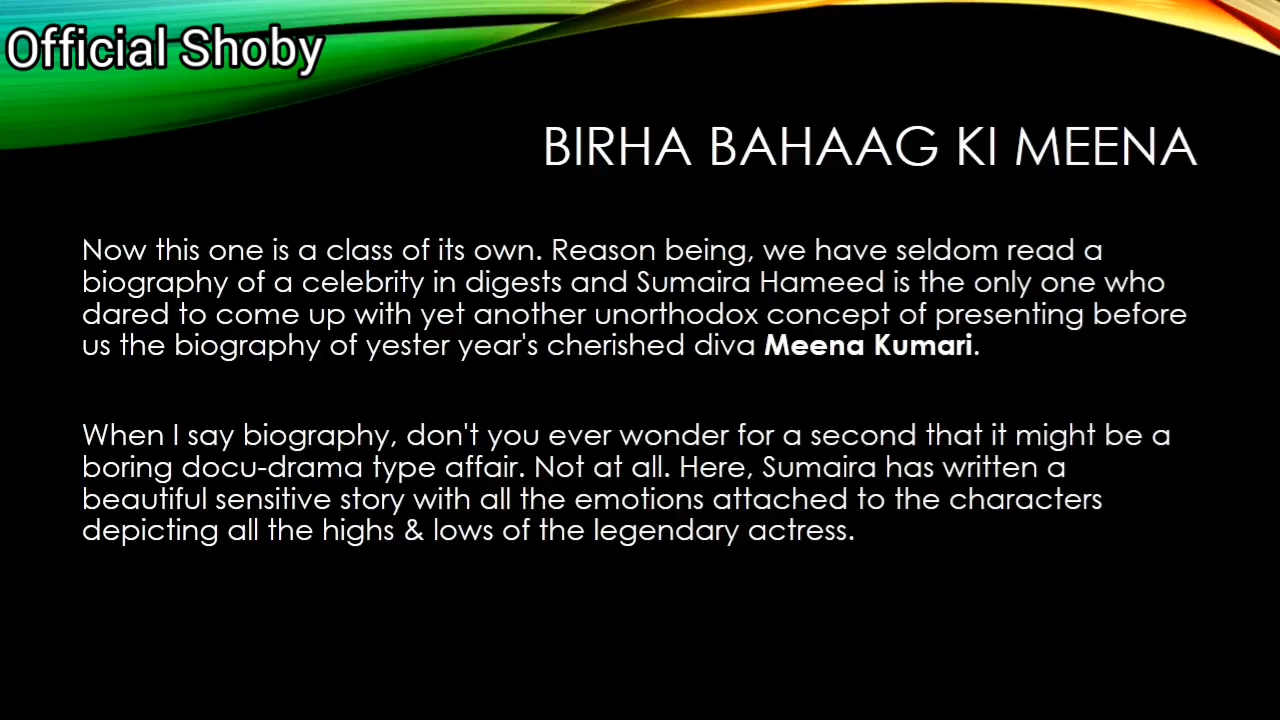 Official Shoby
BIRHA BAHAAG KI MEENA
Now this one is a class of its own. Reason being, we have seldom read a
biography of a celebrity in digests and Sumaira Hameed is the only one who
dared to come up with yet another unorthodox concept of presenting before
us the biography of yester year's cherished diva Meena Kumari.
When I say biography, don't you ever wonder for a second that it might be a
boring docu-drama type affair. Not at all. Here, Sumaira has written a
beautiful sensitive story with all the emotions attached to the characters
depicting all the highs & lows of the legendary actress.